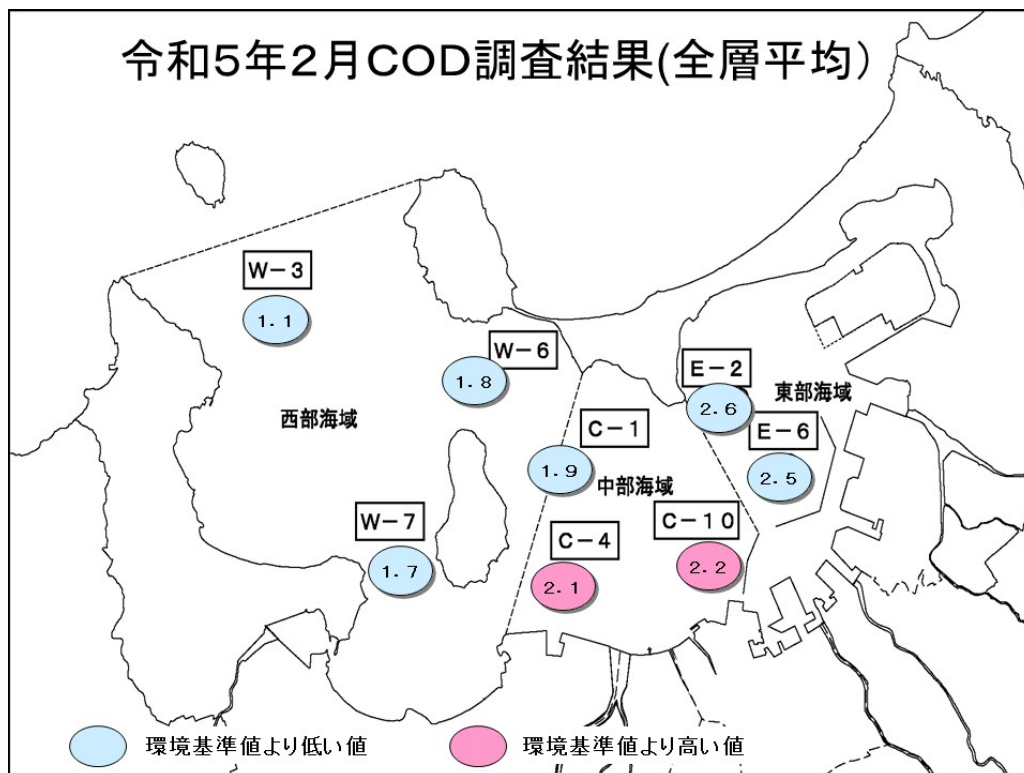 令和5年2月COD調査結果(全層平均)
W-3
1.1
W-6
1.8
E-2
2.6
東部海域
西部海域
C-1
E-6
1.9
2.5
中部海域
W-7
C-4
C-10
1.7
2.1
2.2
環境基準値より低い値
環境基準値より高い値